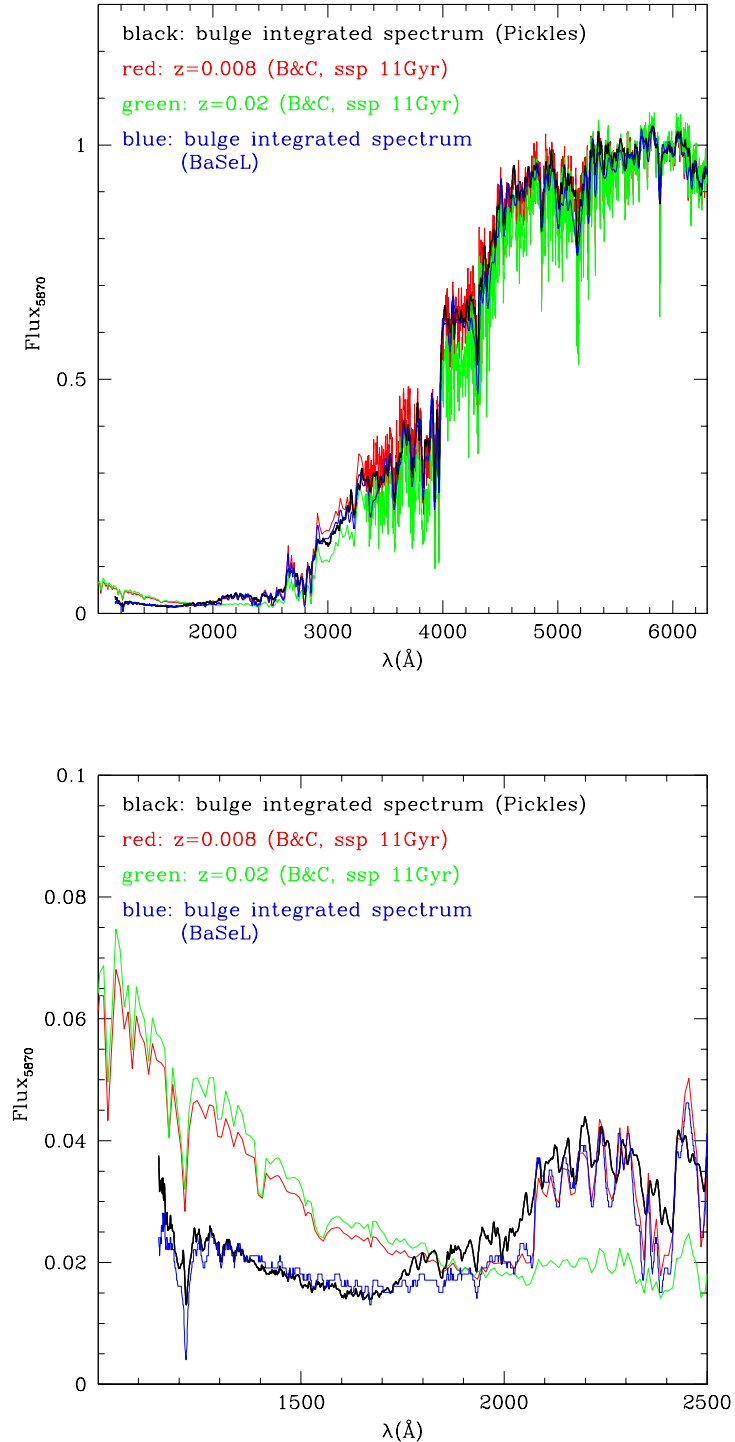 black: bulge integrated spectrum (Pickles)
red: z=0.008 (B&C, ssp 11Gyr)
green: z=0.02 (B&C, ssp 11Gyr)
blue: bulge integrated spectrum
(BaSeL)
1
0.5
0
Flux5870
2000 3000 4000 5000 6000
λ(Å)
0.1
black: bulge integrated spectrum (Pickles)
red: z=0.008 (B&C, ssp 11Gyr)
green: z=0.02 (B&C, ssp 11Gyr)
blue: bulge integrated spectrum
(BaSeL)
0.08
0.06
0.04
0.02
0
Flux5870
1500 2000 2500
λ(Å)